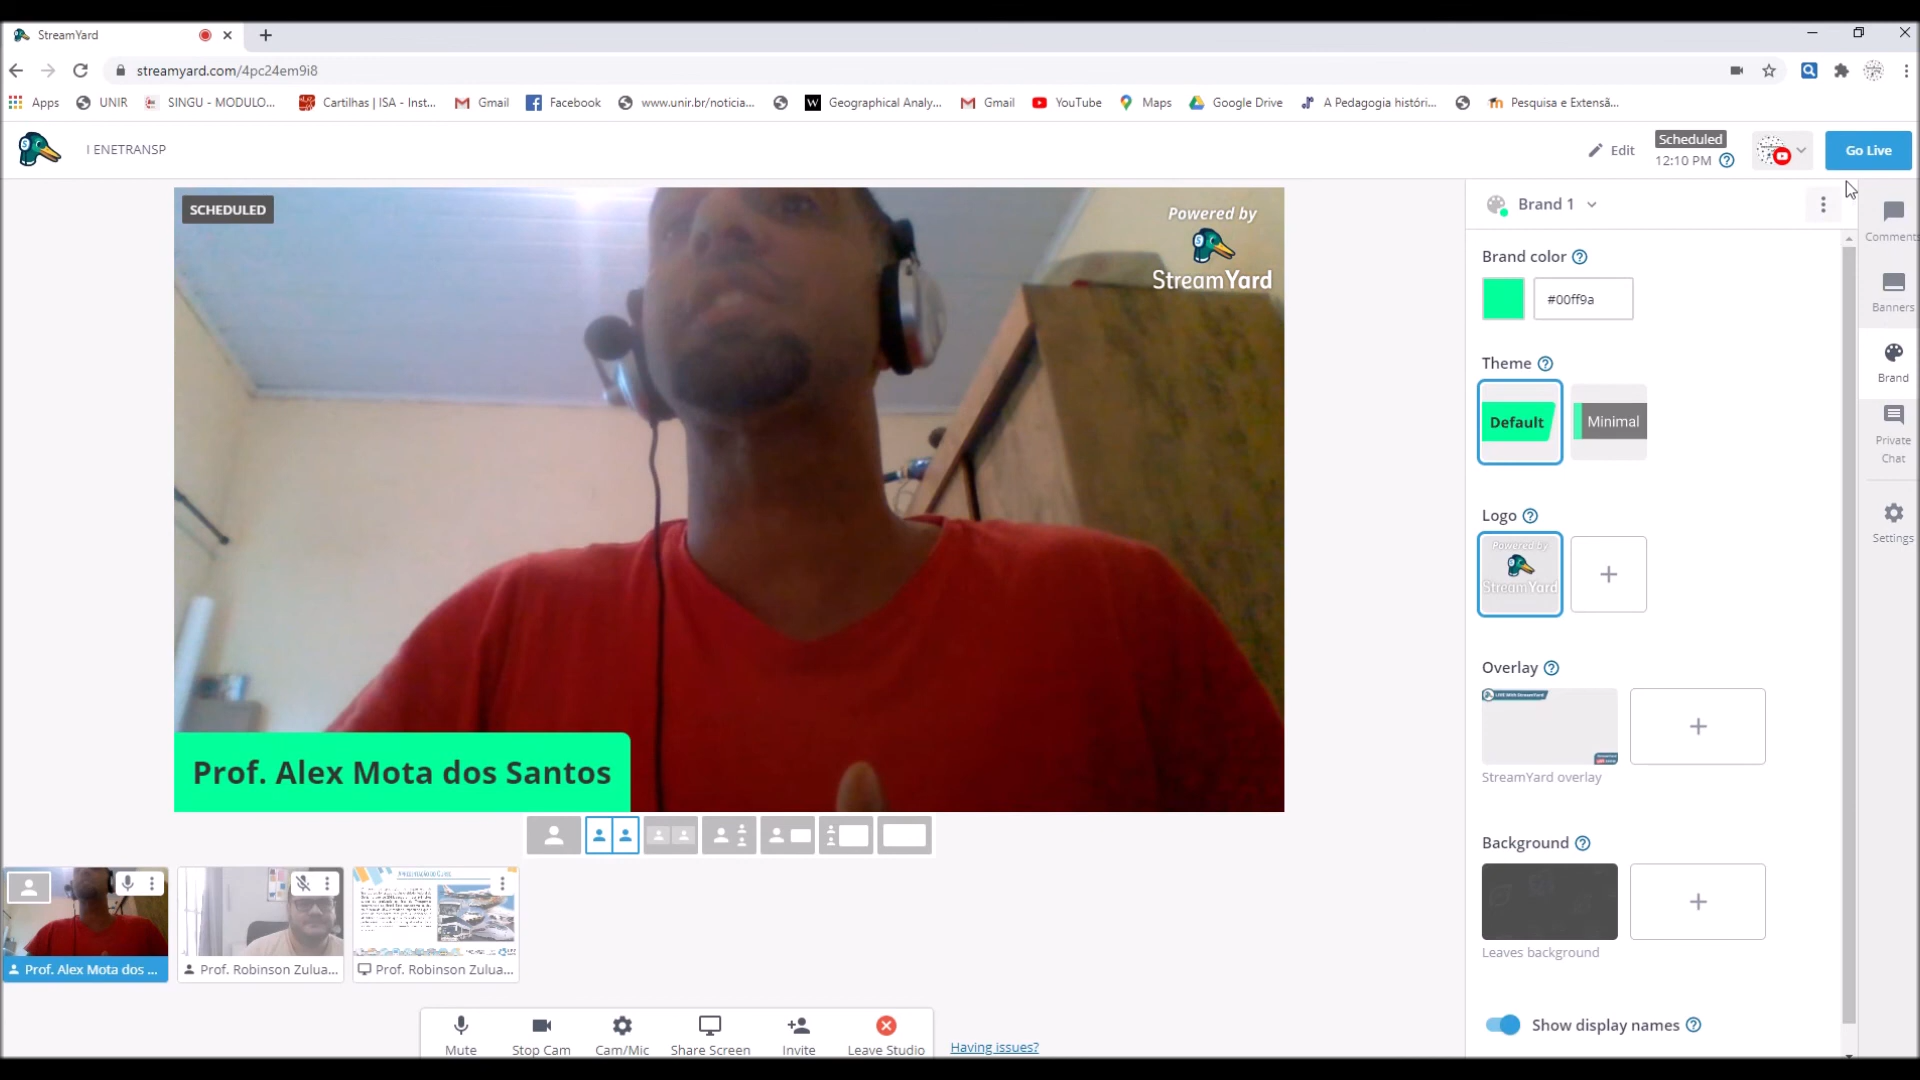 StreamYard
streamyard.com/4pc24em9i8
Apps
UNIR
SINGU - MODULO...
Cartilhas | ISA - Inst...
Gmail
Facebook
www.unir.br/noticia...
Geographical Analy...
Gmail
YouTube
Maps
Google Drive
A Pedagogia históri...
Pesquisa e Extensã...
I ENETRANSP
Edit
Scheduled
12:10 PM
Go Live
SCHEDULED
Powered by
StreamYard
Prof. Alex Mota dos Santos
Brand 1
Brand color
#00ff9a
Theme
Default
Minimal
Logo
Powered by
StreamYard
Overlay
StreamYard overlay
Background
Leaves background
Show display names
Comments
Banners
Brand
Private
Chat
Settings
Prof. Alex Mota dos ...
Prof. Robinson Zulua...
Prof. Robinson Zulua...
Mute
Stop Cam
Cam/Mic
Share Screen
Invite
Leave Studio
Having issues?